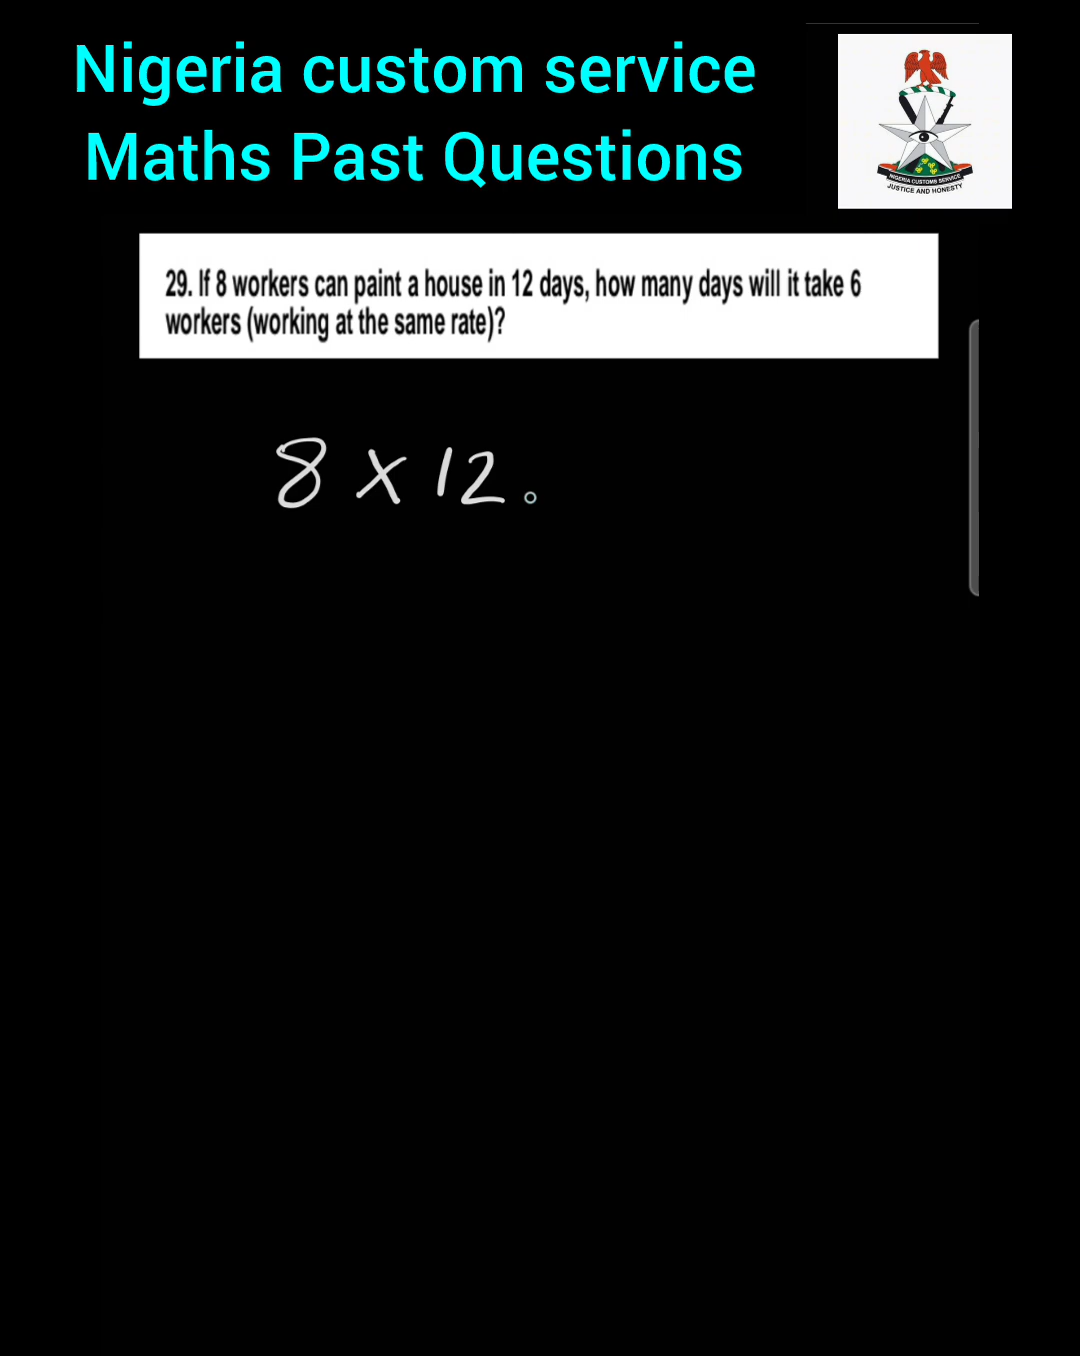 Nigeria custom service
Maths Past Questions
NIGERIA CUSTOMS SERVICE
JUSTICE AND HONESTY
29. If 8 workers can paint a house in 12 days, how many days will it take 6
workers (working at the same rate)?
8 × 12